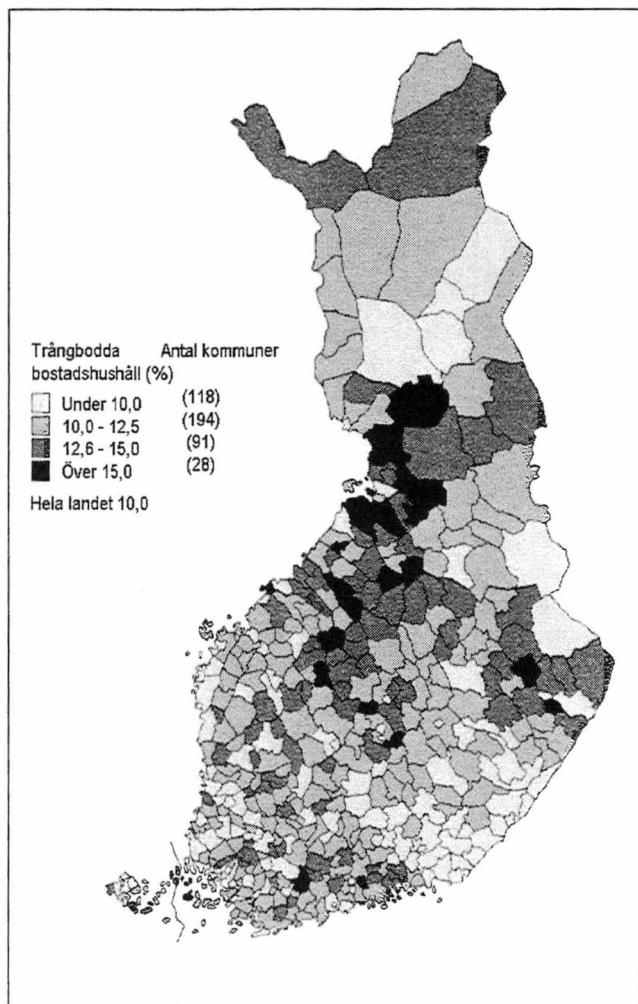 Trångbodda Antal kommuner
bostadshushåll (%)
Under 10,0 (118)
10,0 - 12,5 (194)
12,6 - 15,0 (91)
Över 15,0 (28)
Hela landet 10,0